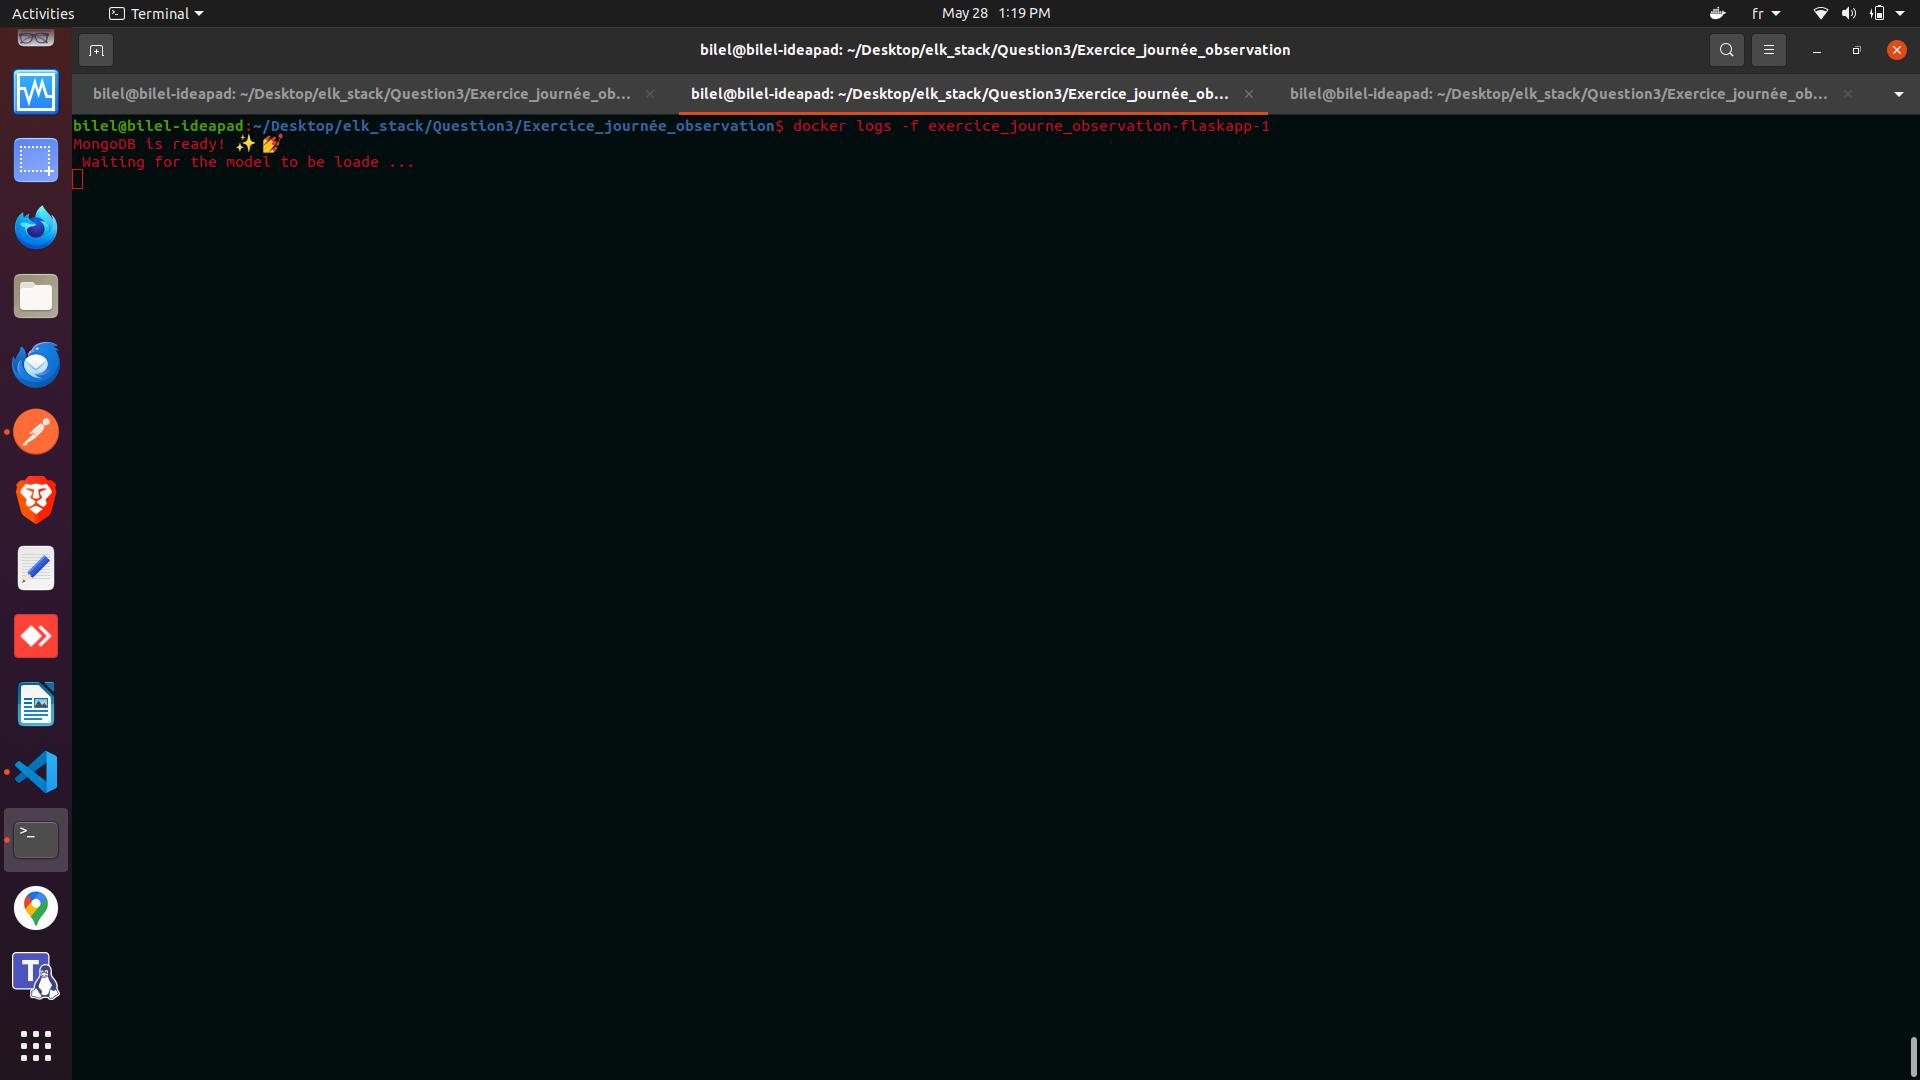 Activities
Terminal
May 28 1:19 PM
fr
bilel@bilel-ideapad: ~/Desktop/elk_stack/Question3/Exercice_journée_observation
bilel@bilel-ideapad: ~/Desktop/elk_stack/Question3/Exercice_journée_ob...
bilel@bilel-ideapad: ~/Desktop/elk_stack/Question3/Exercice_journée_ob...
bilel@bilel-ideapad: ~/Desktop/elk_stack/Question3/Exercice_journée_ob...
bilel@bilel-ideapad:~/Desktop/elk_stack/Question3/Exercice_journée_observation$ docker logs -f exercice_journe_observation-flaskapp-1
MongoDB is ready! ✨ 💅
Waiting for the model to be loade ...
>_
T